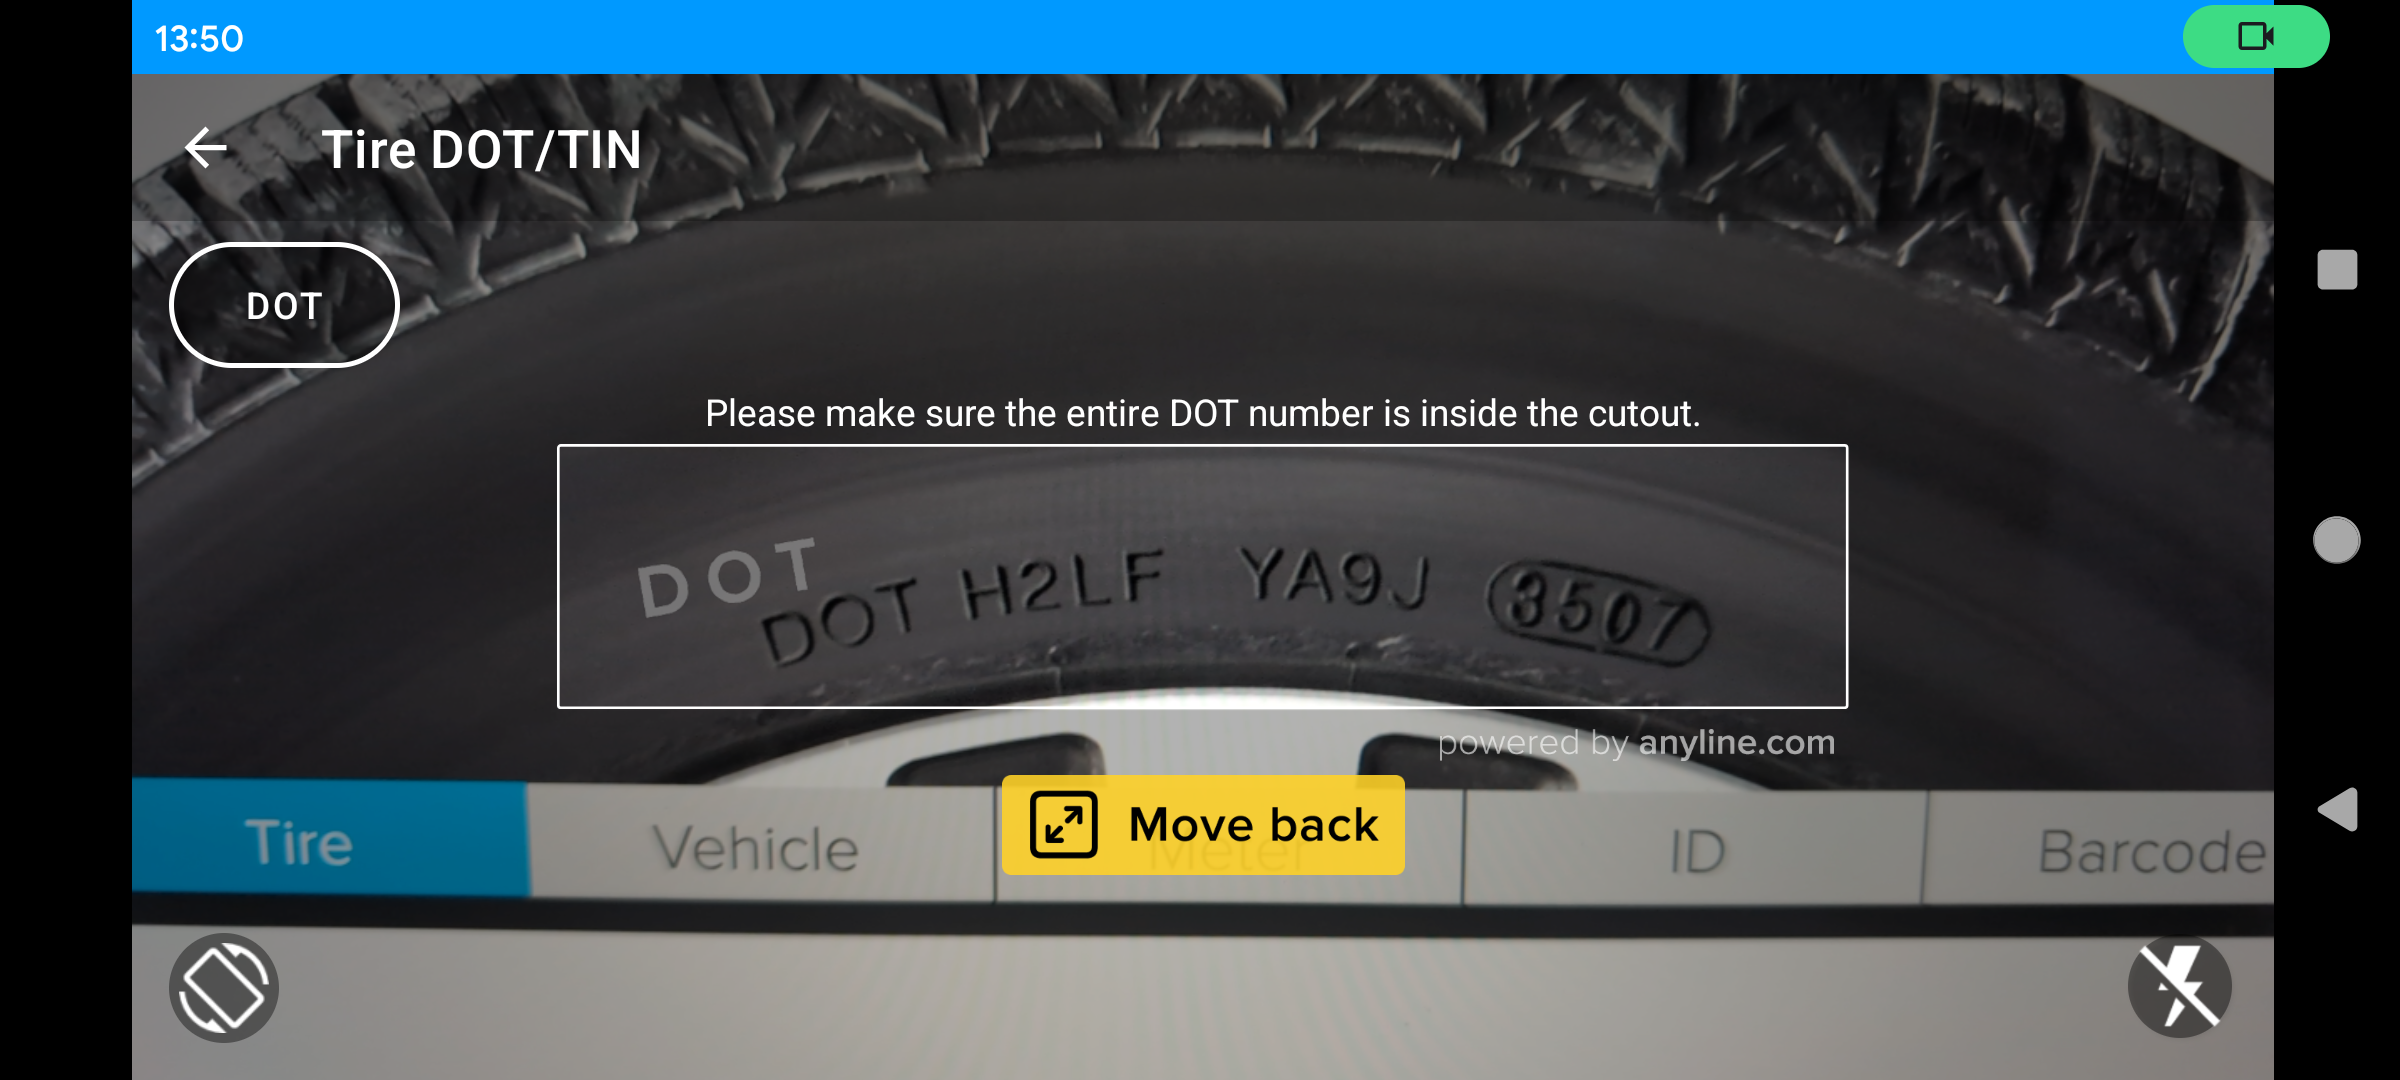 13:50
Tire DOT/TIN
DOT
Please make sure the entire DOT number is inside the cutout.
DOT
DOT H2LF YA9J 3507
powered by anyline.com
Move back
Tire Vehicle Meter ID Barcode